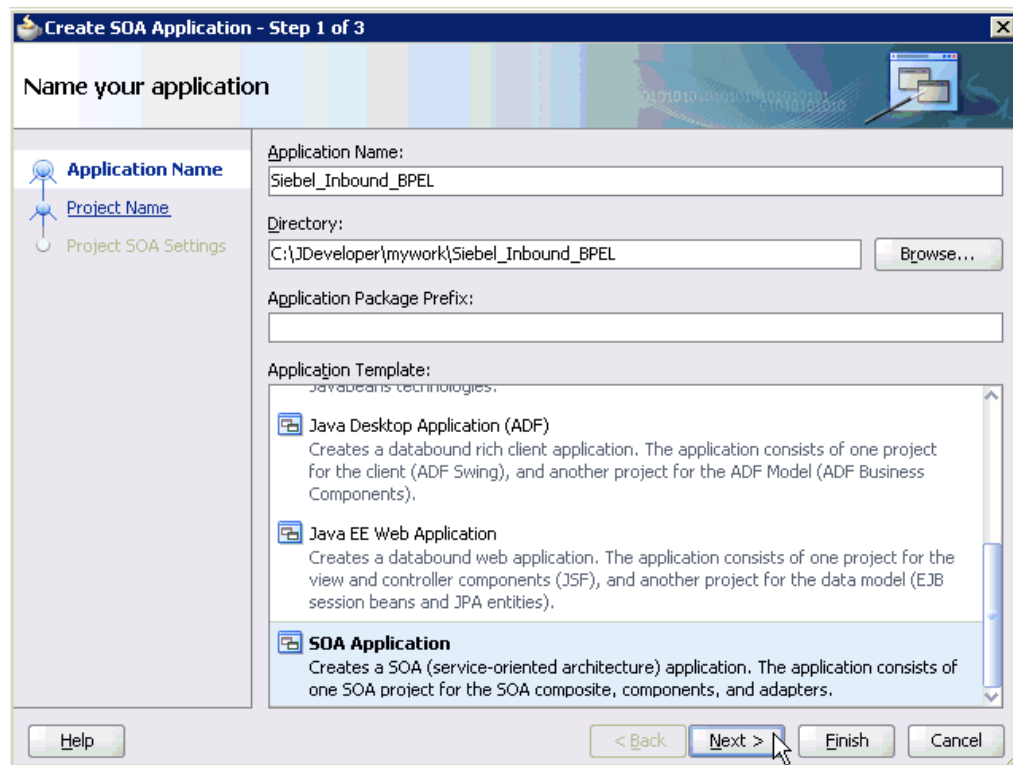 Create SOA Application - Step 1 of 3
Name your application
Application Name
Project Name
Project SOA Settings
Application Name:
Siebel_Inbound_BPEL
Directory:
C:\JDeveloper\mywork\Siebel_Inbound_BPEL
Browse...
Application Package Prefix:
Application Template:
Javabeans technologies.
Java Desktop Application (ADF)
Creates a databound rich client application. The application consists of one project
for the client (ADF Swing), and another project for the ADF Model (ADF Business
Components).
Java EE Web Application
Creates a databound web application. The application consists of one project for the
view and controller components (JSF), and another project for the data model (EJB
session beans and JPA entities).
SOA Application
Creates a SOA (service-oriented architecture) application. The application consists of
one SOA project for the SOA composite, components, and adapters.
Help
< Back
Next >
Finish
Cancel